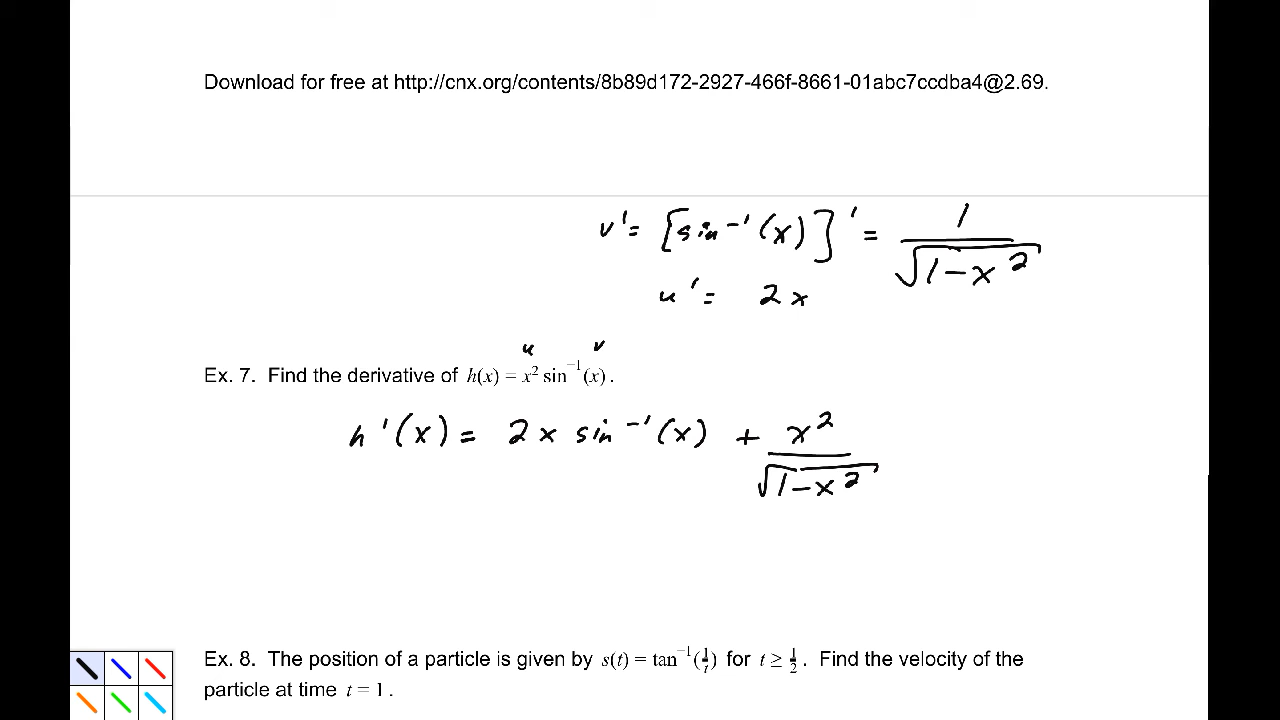 Download for free at http://cnx.org/contents/8b89d172-2927-466f-8661-01abc7ccdba4@2.69.
v' = [sin⁻¹(x)]' = 1/√(1-x²)
u' = 2x
u v
Ex. 7. Find the derivative of h(x) = x² sin⁻¹(x).
h'(x) = 2x sin⁻¹(x) + x²/√(1-x²)
Ex. 8. The position of a particle is given by s(t) = tan⁻¹(1/t) for t ≥ 1/2. Find the velocity of the
particle at time t = 1.